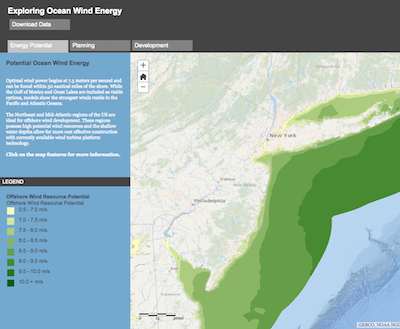 Exploring Ocean Wind Energy
Download Data
Energy Potential
Planning
Development
Potential Ocean Wind Energy
Optimal wind power begins at 7.5 meters per second and
can be found within 50 nautical miles of the shore. While
the Gulf of Mexico and Great Lakes are included as viable
options, models show the strongest winds reside in the
Pacific and Atlantic Oceans.
The Northeast and Mid-Atlantic regions of the US are
ideal for offshore wind development. These regions
possess high potential wind resources and the shallow
water depths allow for more cost effective construction
with currently available wind turbine platform
technology.
Click on the map features for more information.
LEGEND
Offshore Wind Resource Potential
Offshore Wind Resource Potential
7.0 - 7.5 m/s
7.5 - 8.0 m/s
8.0 - 8.5 m/s
8.5 - 9.0 m/s
9.0 - 9.5 m/s
9.5 - 10.0 m/s
10.0 + m/s
New York
Trenton
Philadelphia